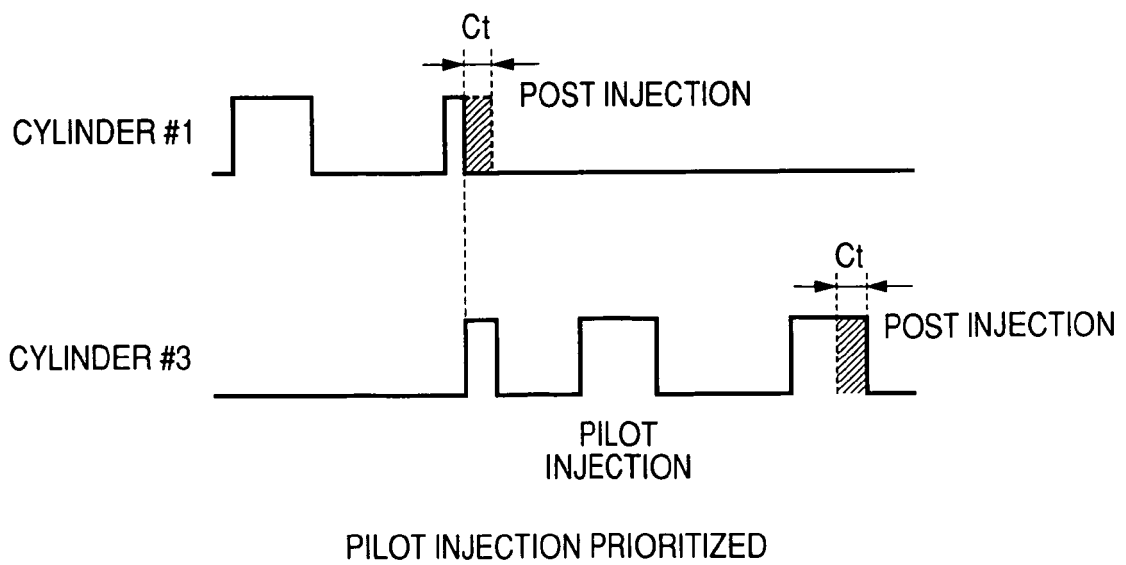 Ct
POST INJECTION
CYLINDER #1
Ct
POST INJECTION
CYLINDER #3
PILOT
INJECTION
PILOT INJECTION PRIORITIZED